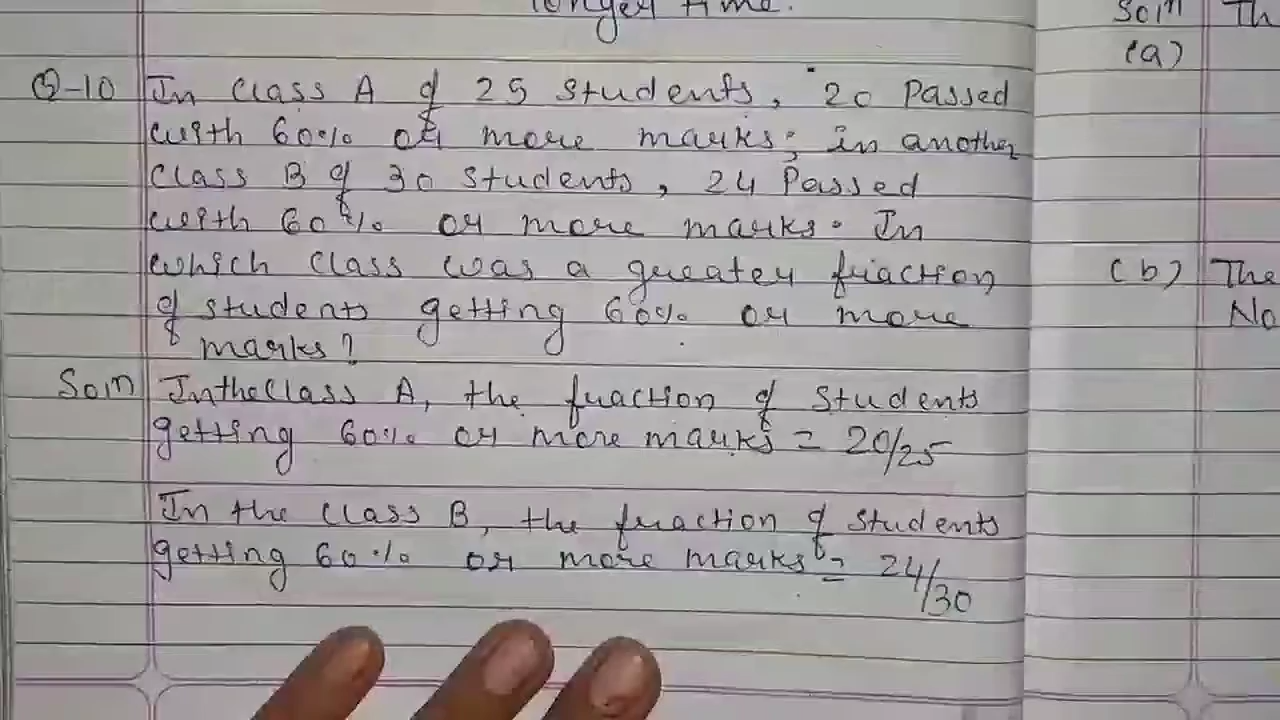 longer time.
Q-10 In Class A of 25 Students, 20 Passed
with 60% or more marks; in another
Class B of 30 Students, 24 Passed
with 60% or more marks. In
which class was a greater fraction
of students getting 60% or more
marks?
Soln In the Class A, the fraction of Students
getting 60% or more marks = 20/25
In the Class B, the fraction of Students
getting 60% or more marks = 24/30
Soln Th
(a)
(b) The
No